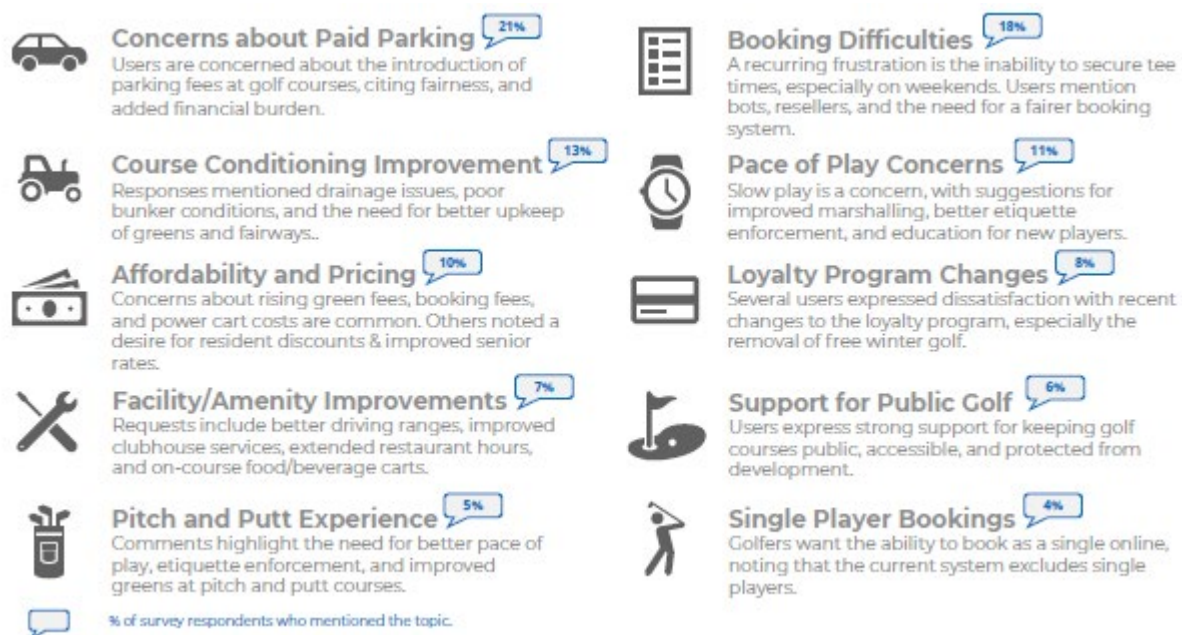 Concerns about Paid Parking 21%
Users are concerned about the introduction of
parking fees at golf courses, citing fairness, and
added financial burden.
Booking Difficulties 18%
A recurring frustration is the inability to secure tee
times, especially on weekends. Users mention
bots, resellers, and the need for a fairer booking
system.
Course Conditioning Improvement 13%
Responses mentioned drainage issues, poor
bunker conditions, and the need for better upkeep
of greens and fairways..
Pace of Play Concerns 11%
Slow play is a concern, with suggestions for
improved marshalling, better etiquette
enforcement, and education for new players.
Affordability and Pricing 10%
Concerns about rising green fees, booking fees,
and power cart costs are common. Others noted a
desire for resident discounts & improved senior
rates.
Loyalty Program Changes 8%
Several users expressed dissatisfaction with recent
changes to the loyalty program, especially the
removal of free winter golf.
Facility/Amenity Improvements 7%
Requests include better driving ranges, improved
clubhouse services, extended restaurant hours,
and on-course food/beverage carts.
Support for Public Golf 6%
Users express strong support for keeping golf
courses public, accessible, and protected from
development.
Pitch and Putt Experience 5%
Comments highlight the need for better pace of
play, etiquette enforcement, and improved
greens at pitch and putt courses.
Single Player Bookings 4%
Golfers want the ability to book as a single online,
noting that the current system excludes single
players.
% of survey respondents who mentioned the topic.